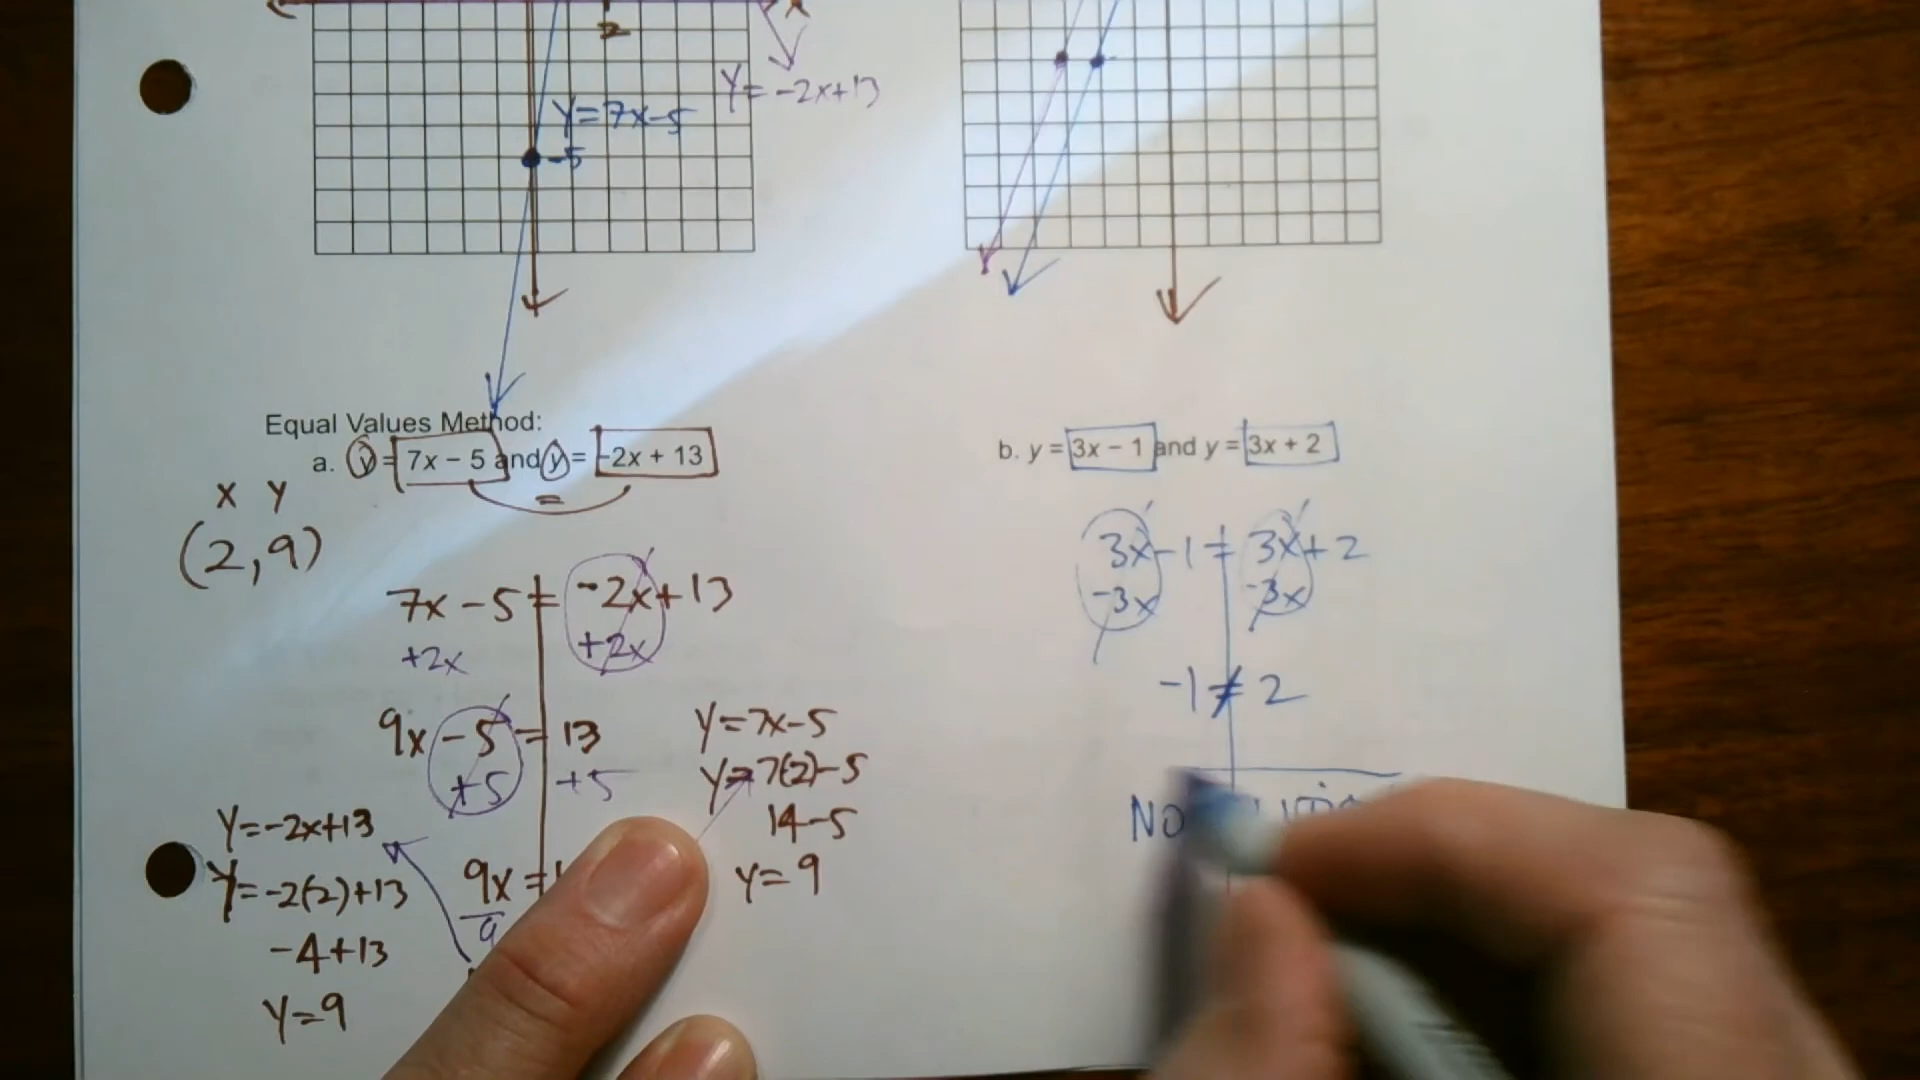 2
y=-2x+13
y=7x-5
-5
Equal Values Method:
a. y = 7x – 5 and y = -2x + 13
=
x y
(2,9)
7x-5=-2x+13
+2x +2x
9x-5=13
+5 +5
9x=
9
y=-2x+13
y=-2(2)+13
-4+13
y=9
y=7x-5
y=7(2)-5
14-5
y=9
b. y = 3x – 1 and y = 3x + 2
3x-1=3x+2
-3x -3x
-1≠2
NO